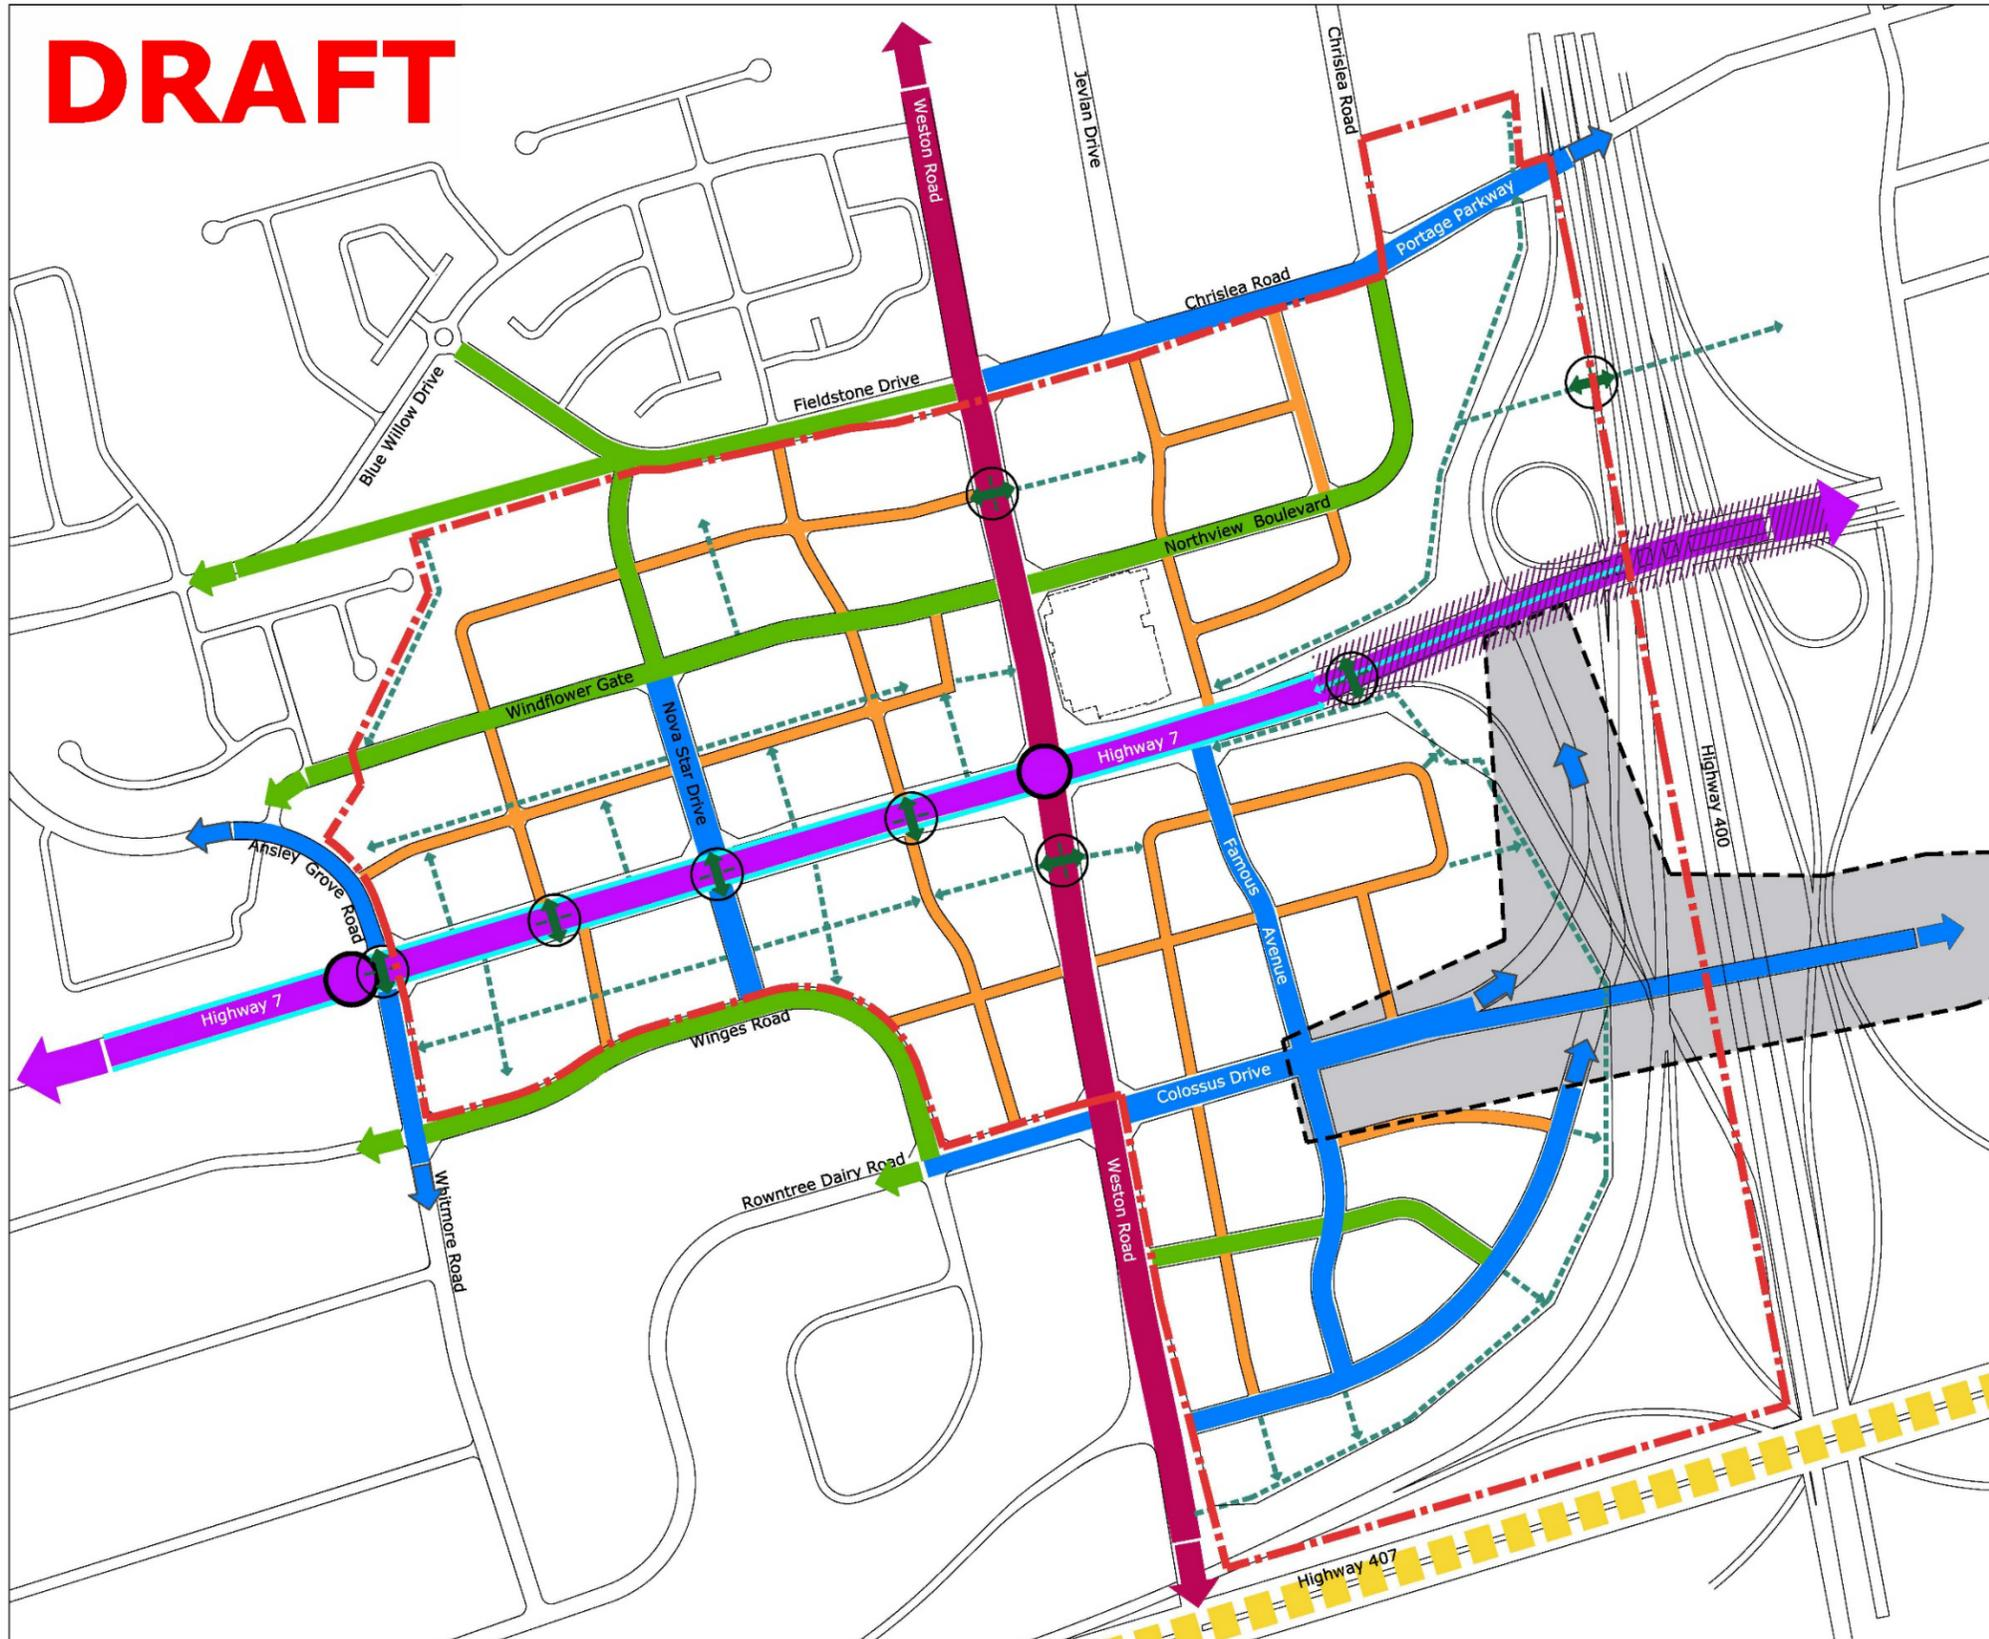 DRAFT
Weston Road
Jevlan Drive
Chrislea Road
Portage Parkway
Chrislea Road
Fieldstone Drive
Blue Willow Drive
Northview Boulevard
Windflower Gate
Nova Star Drive
Highway 7
Highway 400
Ansley Grove Road
Famous Avenue
Highway 7
Winges Road
Colossus Drive
Rowntree Dairy Road
Weston Road
Whitmore Road
Highway 407